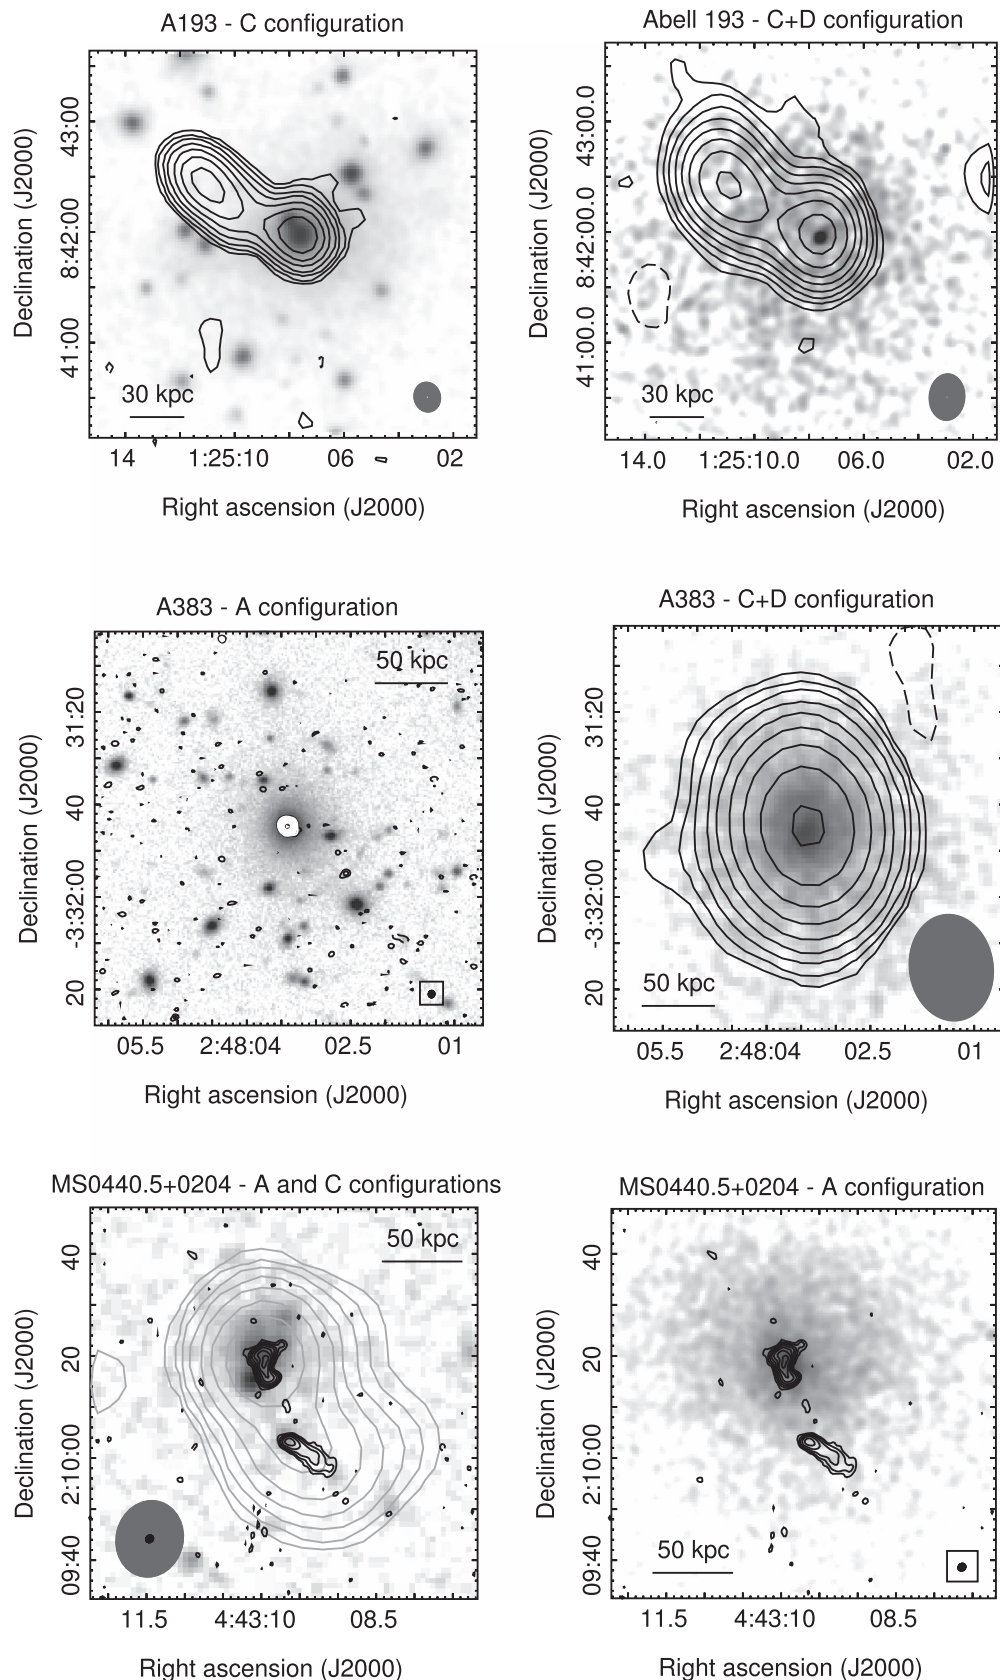 A193 - C configuration
Declination (J2000)
43:00
8:42:00
41:00
30 kpc
14
1:25:10
06
02
Right ascension (J2000)
Abell 193 - C+D configuration
Declination (J2000)
43:00.0
8:42:00.0
41:00.0
30 kpc
14.0
1:25:10.0
06.0
02.0
Right ascension (J2000)
A383 - A configuration
50 kpc
Declination (J2000)
31:20
40
-3:32:00
20
05.5
2:48:04
02.5
01
Right ascension (J2000)
A383 - C+D configuration
Declination (J2000)
31:20
40
-3:32:00
20
50 kpc
05.5
2:48:04
02.5
01
Right ascension (J2000)
MS0440.5+0204 - A and C configurations
50 kpc
Declination (J2000)
40
20
2:10:00
09:40
11.5
4:43:10
08.5
Right ascension (J2000)
MS0440.5+0204 - A configuration
Declination (J2000)
40
20
2:10:00
09:40
50 kpc
11.5
4:43:10
08.5
Right ascension (J2000)